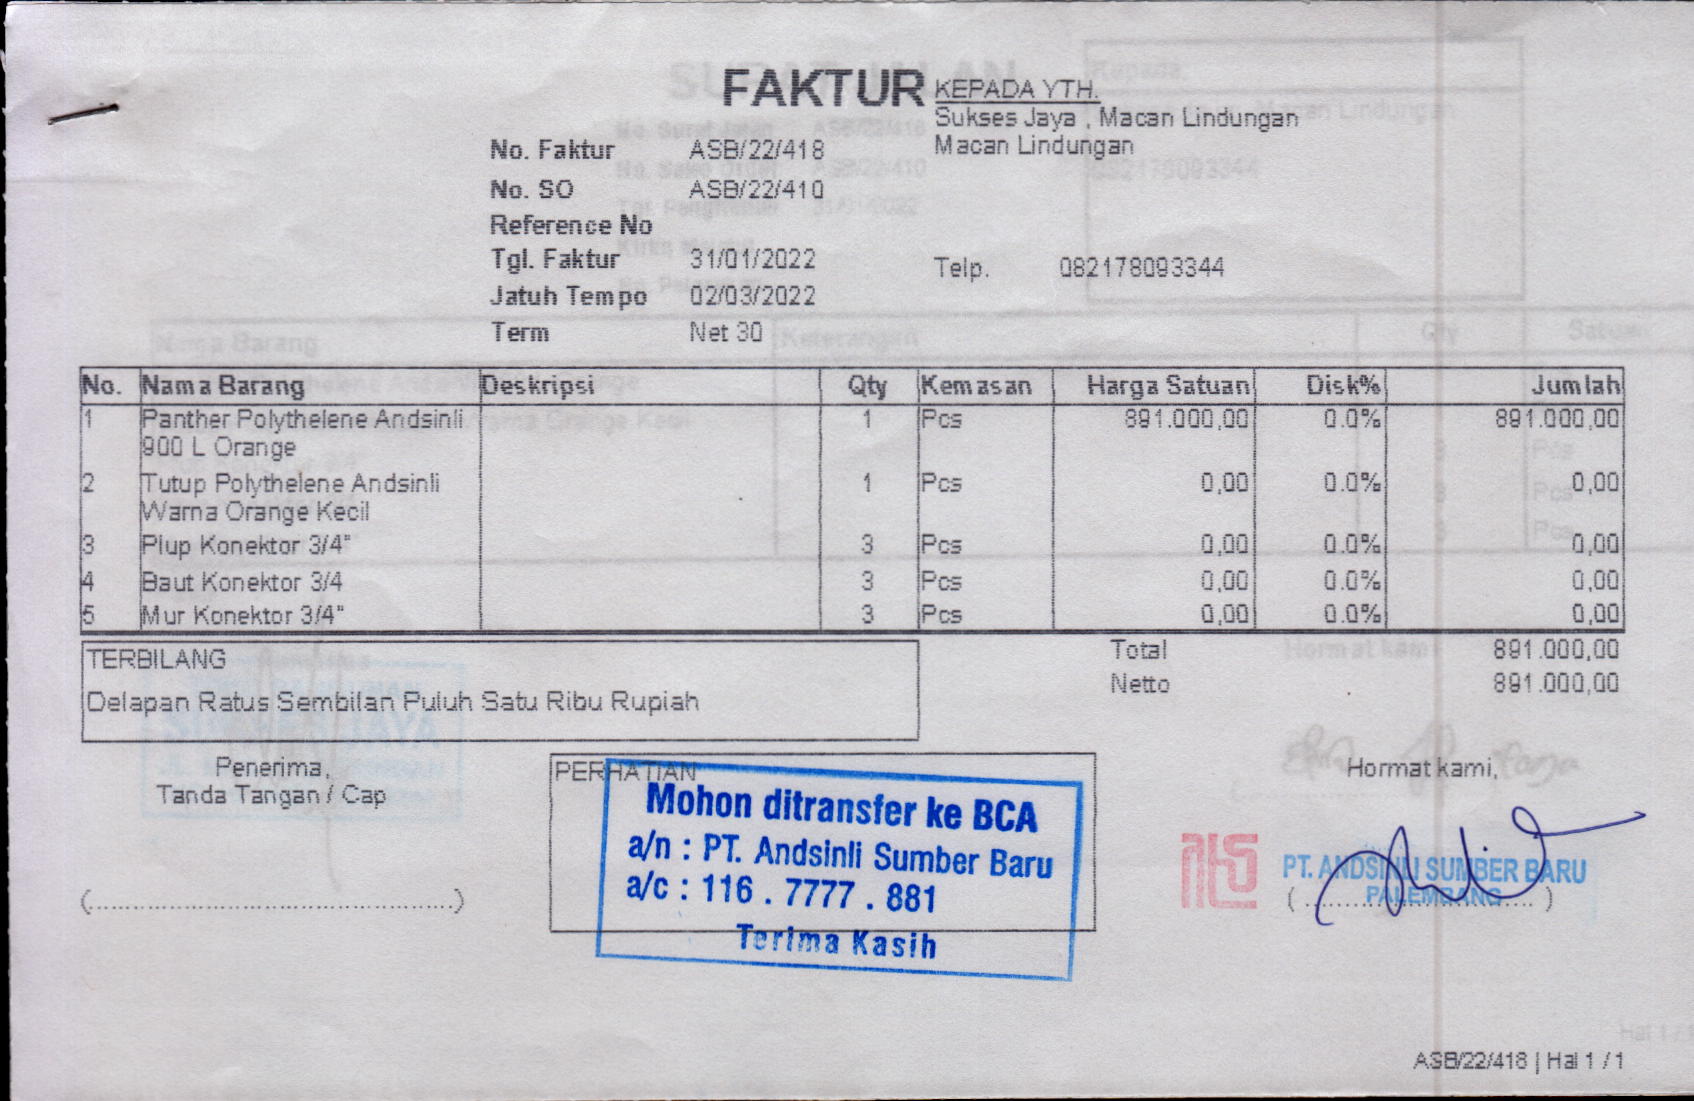 FAKTUR
KEPADA YTH.
Sukses Jaya , Macan Lindungan
Macan Lindungan
No. Faktur ASB/22/418
No. SO ASB/22/410
Reference No
Tgl. Faktur 31/01/2022
Telp. 082178093344
Jatuh Tempo 02/03/2022
Term Net 30
No. Nama Barang Deskripsi Qty Kemasan Harga Satuan Disk% Jumlah
1 Panther Polythelene Andsinli 1 Pcs 891.000,00 0.0% 891.000,00
900 L Orange
2 Tutup Polythelene Andsinli 1 Pcs 0,00 0.0% 0,00
Warna Orange Kecil
3 Plup Konektor 3/4" 3 Pcs 0,00 0.0% 0,00
4 Baut Konektor 3/4 3 Pcs 0,00 0.0% 0,00
5 Mur Konektor 3/4" 3 Pcs 0,00 0.0% 0,00
TERBILANG
Delapan Ratus Sembilan Puluh Satu Ribu Rupiah
Total 891.000,00
Netto 891.000,00
Penerima,
Tanda Tangan / Cap
(..................................................)
PERHATIAN
Mohon ditransfer ke BCA
a/n : PT. Andsinli Sumber Baru
a/c : 116 . 7777 . 881
Terima Kasih
Hormat kami,
PT. ANDSINLI SUMBER BARU
PALEMBANG
ASB/22/418 | Hal 1 / 1